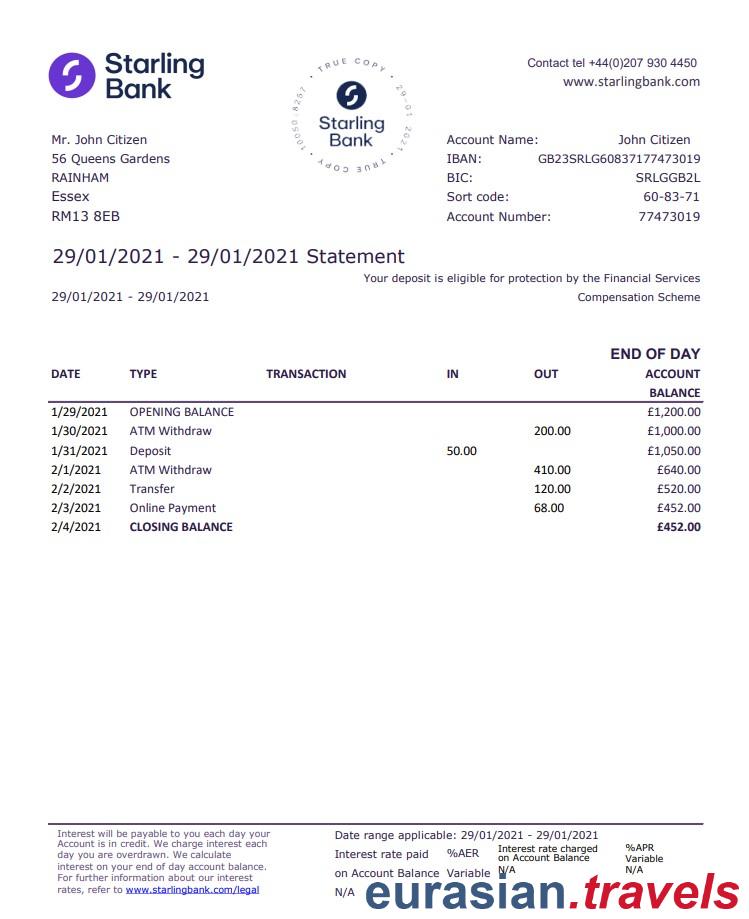 Starling
Bank
· TRUE COPY · 29-01 2021 · TRUE COPY · 10050-8257
Starling
Bank
Contact tel +44(0)207 930 4450
www.starlingbank.com
Mr. John Citizen
56 Queens Gardens
RAINHAM
Essex
RM13 8EB
Account Name: John Citizen
IBAN: GB23SRLG60837177473019
BIC: SRLGGB2L
Sort code: 60-83-71
Account Number: 77473019
29/01/2021 - 29/01/2021 Statement
Your deposit is eligible for protection by the Financial Services
29/01/2021 - 29/01/2021 Compensation Scheme
END OF DAY
DATE TYPE TRANSACTION IN OUT ACCOUNT
BALANCE
1/29/2021 OPENING BALANCE £1,200.00
1/30/2021 ATM Withdraw 200.00 £1,000.00
1/31/2021 Deposit 50.00 £1,050.00
2/1/2021 ATM Withdraw 410.00 £640.00
2/2/2021 Transfer 120.00 £520.00
2/3/2021 Online Payment 68.00 £452.00
2/4/2021 CLOSING BALANCE £452.00
Interest will be payable to you each day your
Account is in credit. We charge interest each
day you are overdrawn. We calculate
interest on your end of day account balance.
For further information about our interest
rates, refer to www.starlingbank.com/legal
Date range applicable: 29/01/2021 - 29/01/2021
Interest rate paid
on Account Balance
N/A
%AER
Variable
Interest rate charged
on Account Balance
N/A
%APR
Variable
N/A
eurasian.travels